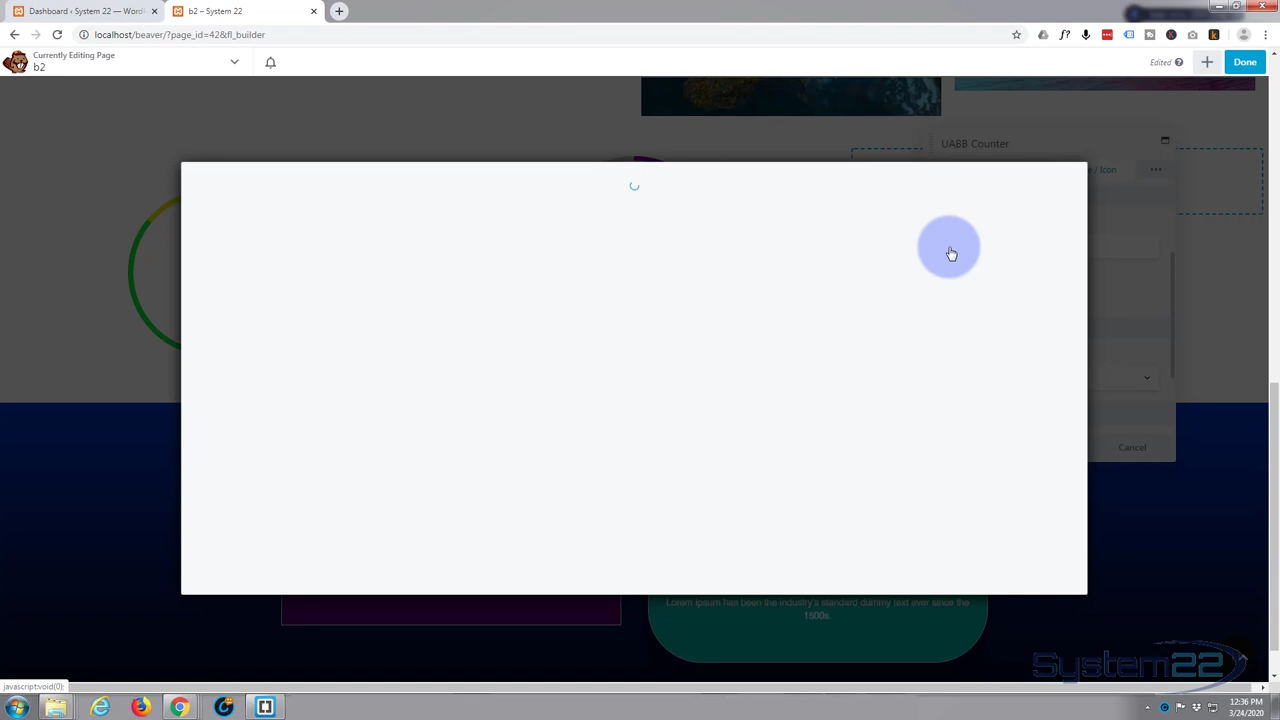 Dashboard ‹ System 22 — WordP
b2 – System 22
localhost/beaver/?page_id=42&fl_builder
Currently Editing Page
b2
Edited
Done
UABB Counter
/ Icon
Cancel
Lorem Ipsum has been the industry's standard dummy text ever since the
1500s.
System22
javascript:void(0);
12:36 PM
3/24/2020